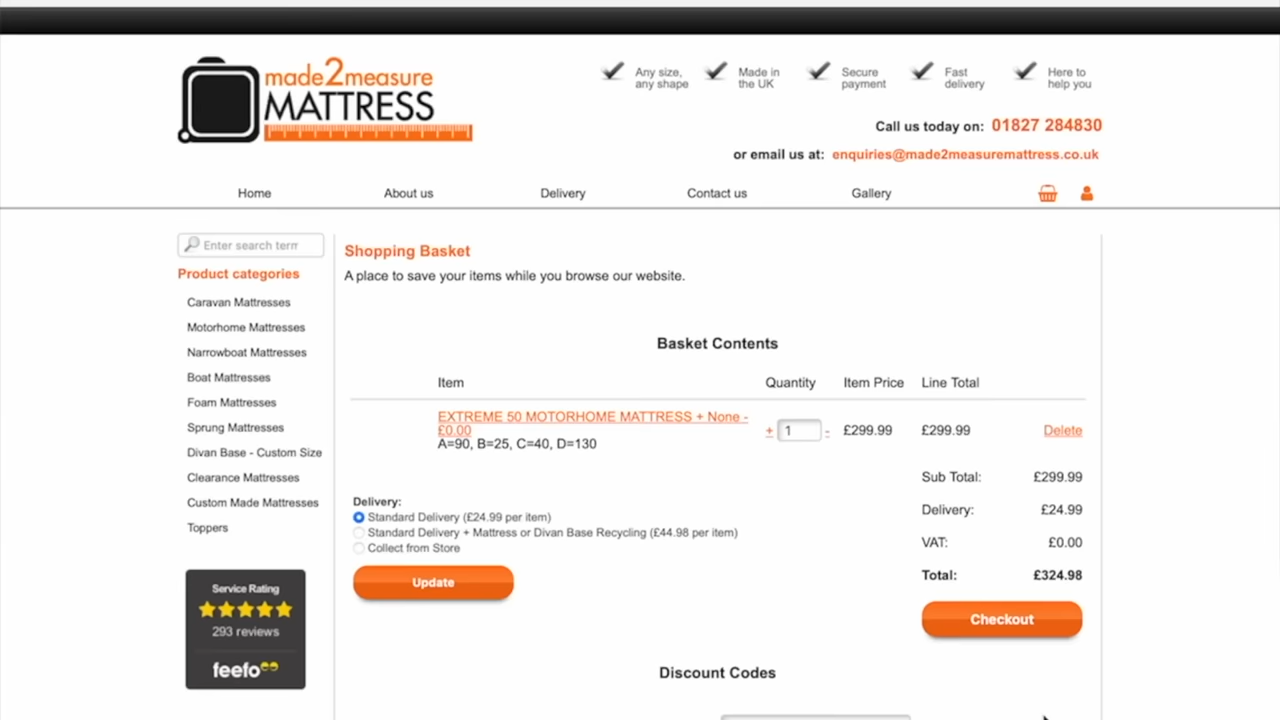 made2measure
MATTRESS
Any size,
any shape
Made in
the UK
Secure
payment
Fast
delivery
Here to
help you
Call us today on: 01827 284830
or email us at: enquiries@made2measuremattress.co.uk
Home About us Delivery Contact us Gallery
Enter search term
Product categories
Caravan Mattresses
Motorhome Mattresses
Narrowboat Mattresses
Boat Mattresses
Foam Mattresses
Sprung Mattresses
Divan Base - Custom Size
Clearance Mattresses
Custom Made Mattresses
Toppers
Service Rating
293 reviews
feefo
Shopping Basket
A place to save your items while you browse our website.
Basket Contents
Item Quantity Item Price Line Total
EXTREME 50 MOTORHOME MATTRESS + None -
£0.00
A=90, B=25, C=40, D=130
+ 1 - £299.99 £299.99 Delete
Sub Total: £299.99
Delivery: £24.99
VAT: £0.00
Total: £324.98
Delivery:
Standard Delivery (£24.99 per item)
Standard Delivery + Mattress or Divan Base Recycling (£44.98 per item)
Collect from Store
Update
Checkout
Discount Codes